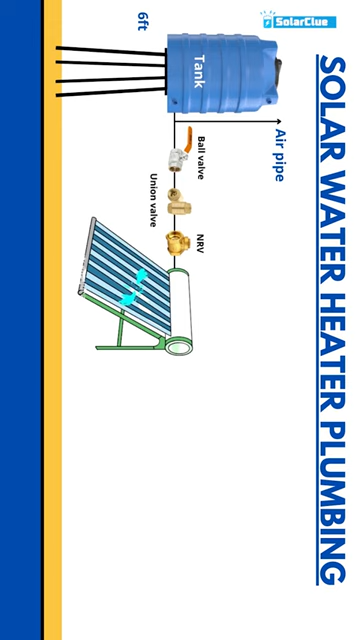 SolarClue
SOLAR WATER HEATER PLUMBING
Air pipe
Tank
6ft
Ball valve
Union valve
NRV